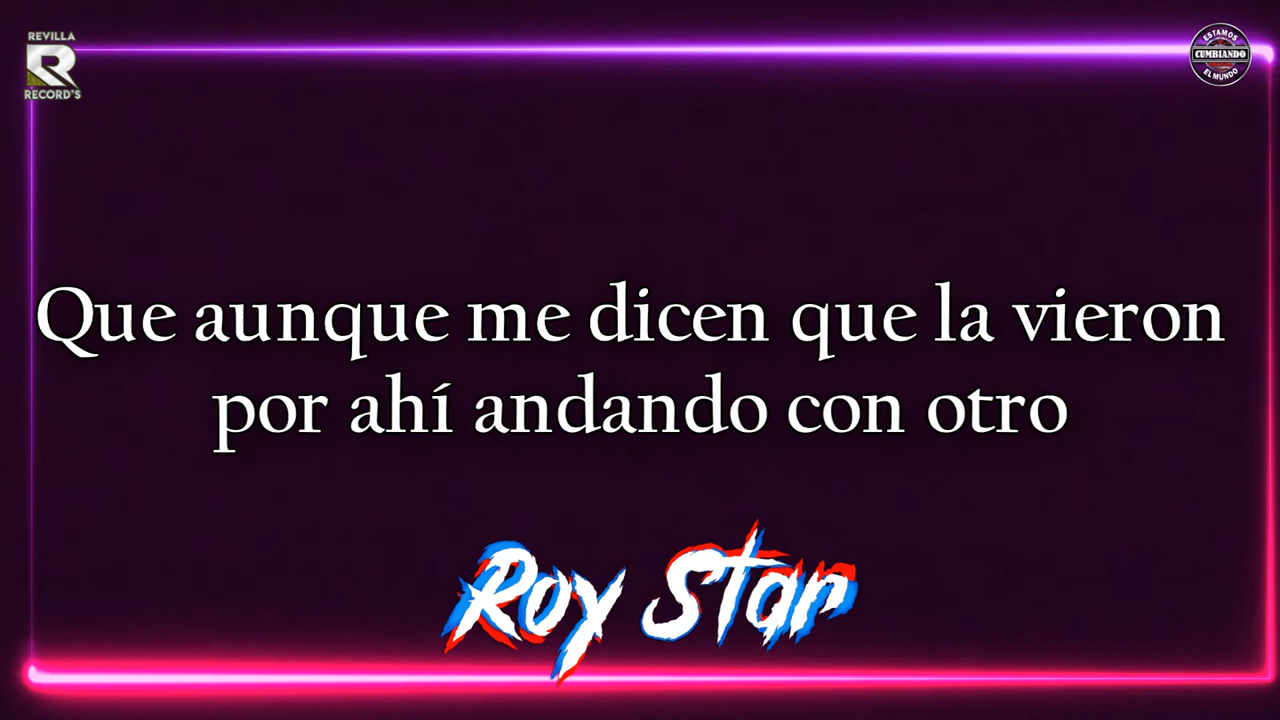 REVILLA
R
RECORD'S
ESTAMOS
CUMBIANDO
EL MUNDO
Que aunque me dicen que la vieron
por ahí andando con otro
Roy Star